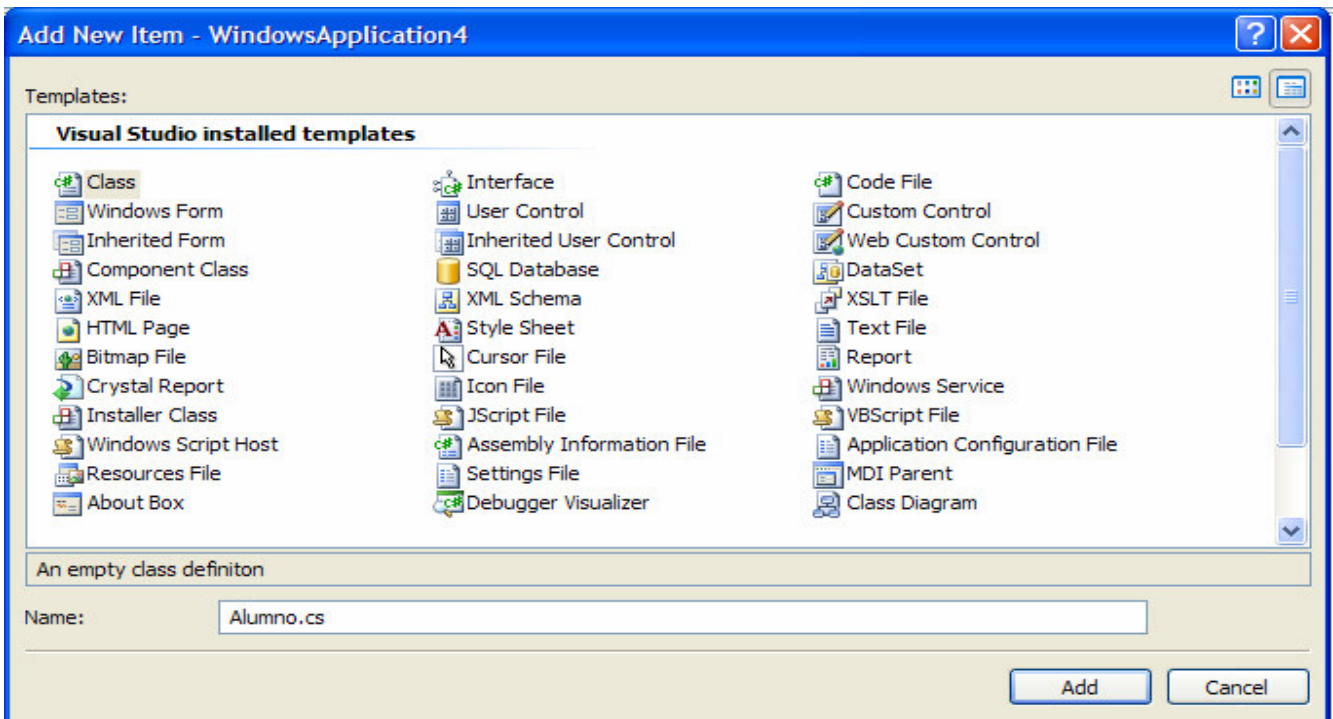 Add New Item - WindowsApplication4
Templates:
Visual Studio installed templates
Class Interface Code File
Windows Form User Control Custom Control
Inherited Form Inherited User Control Web Custom Control
Component Class SQL Database DataSet
XML File XML Schema XSLT File
HTML Page Style Sheet Text File
Bitmap File Cursor File Report
Crystal Report Icon File Windows Service
Installer Class JScript File VBScript File
Windows Script Host Assembly Information File Application Configuration File
Resources File Settings File MDI Parent
About Box Debugger Visualizer Class Diagram
An empty class definiton
Name: Alumno.cs
Add Cancel